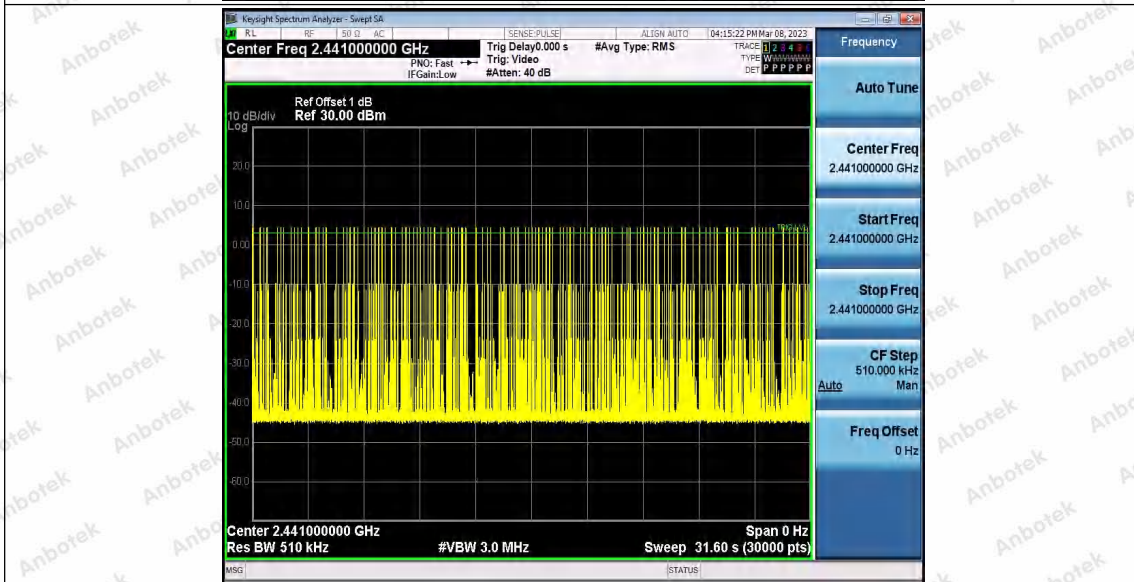 Keysight Spectrum Analyzer - Swept SA
RL RF 50 Ω AC SENSE:PULSE ALIGN AUTO 04:15:22 PM Mar 08, 2023
Center Freq 2.441000000 GHz
PNO: Fast
IFGain:Low
Trig Delay0.000 s
Trig: Video
#Atten: 40 dB
#Avg Type: RMS
TRACE 1 2 3 4 5 6
TYPE WWWWWW
DET P P P P P P
Ref Offset 1 dB
10 dB/div Ref 30.00 dBm
Log
20.0
10.0
0.00
-10.0
-20.0
-30.0
-40.0
-50.0
-60.0
TRIG LVL
Center 2.441000000 GHz Span 0 Hz
Res BW 510 kHz #VBW 3.0 MHz Sweep 31.60 s (30000 pts)
MSG STATUS
Frequency
Auto Tune
Center Freq
2.441000000 GHz
Start Freq
2.441000000 GHz
Stop Freq
2.441000000 GHz
CF Step
510.000 kHz
Auto Man
Freq Offset
0 Hz
Anbotek